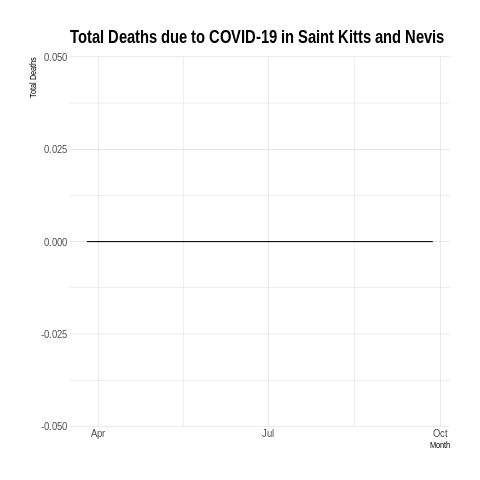 Total Deaths due to COVID-19 in Saint Kitts and Nevis
Total Deaths
0.050
0.025
0.000
-0.025
-0.050
Apr Jul Oct
Month